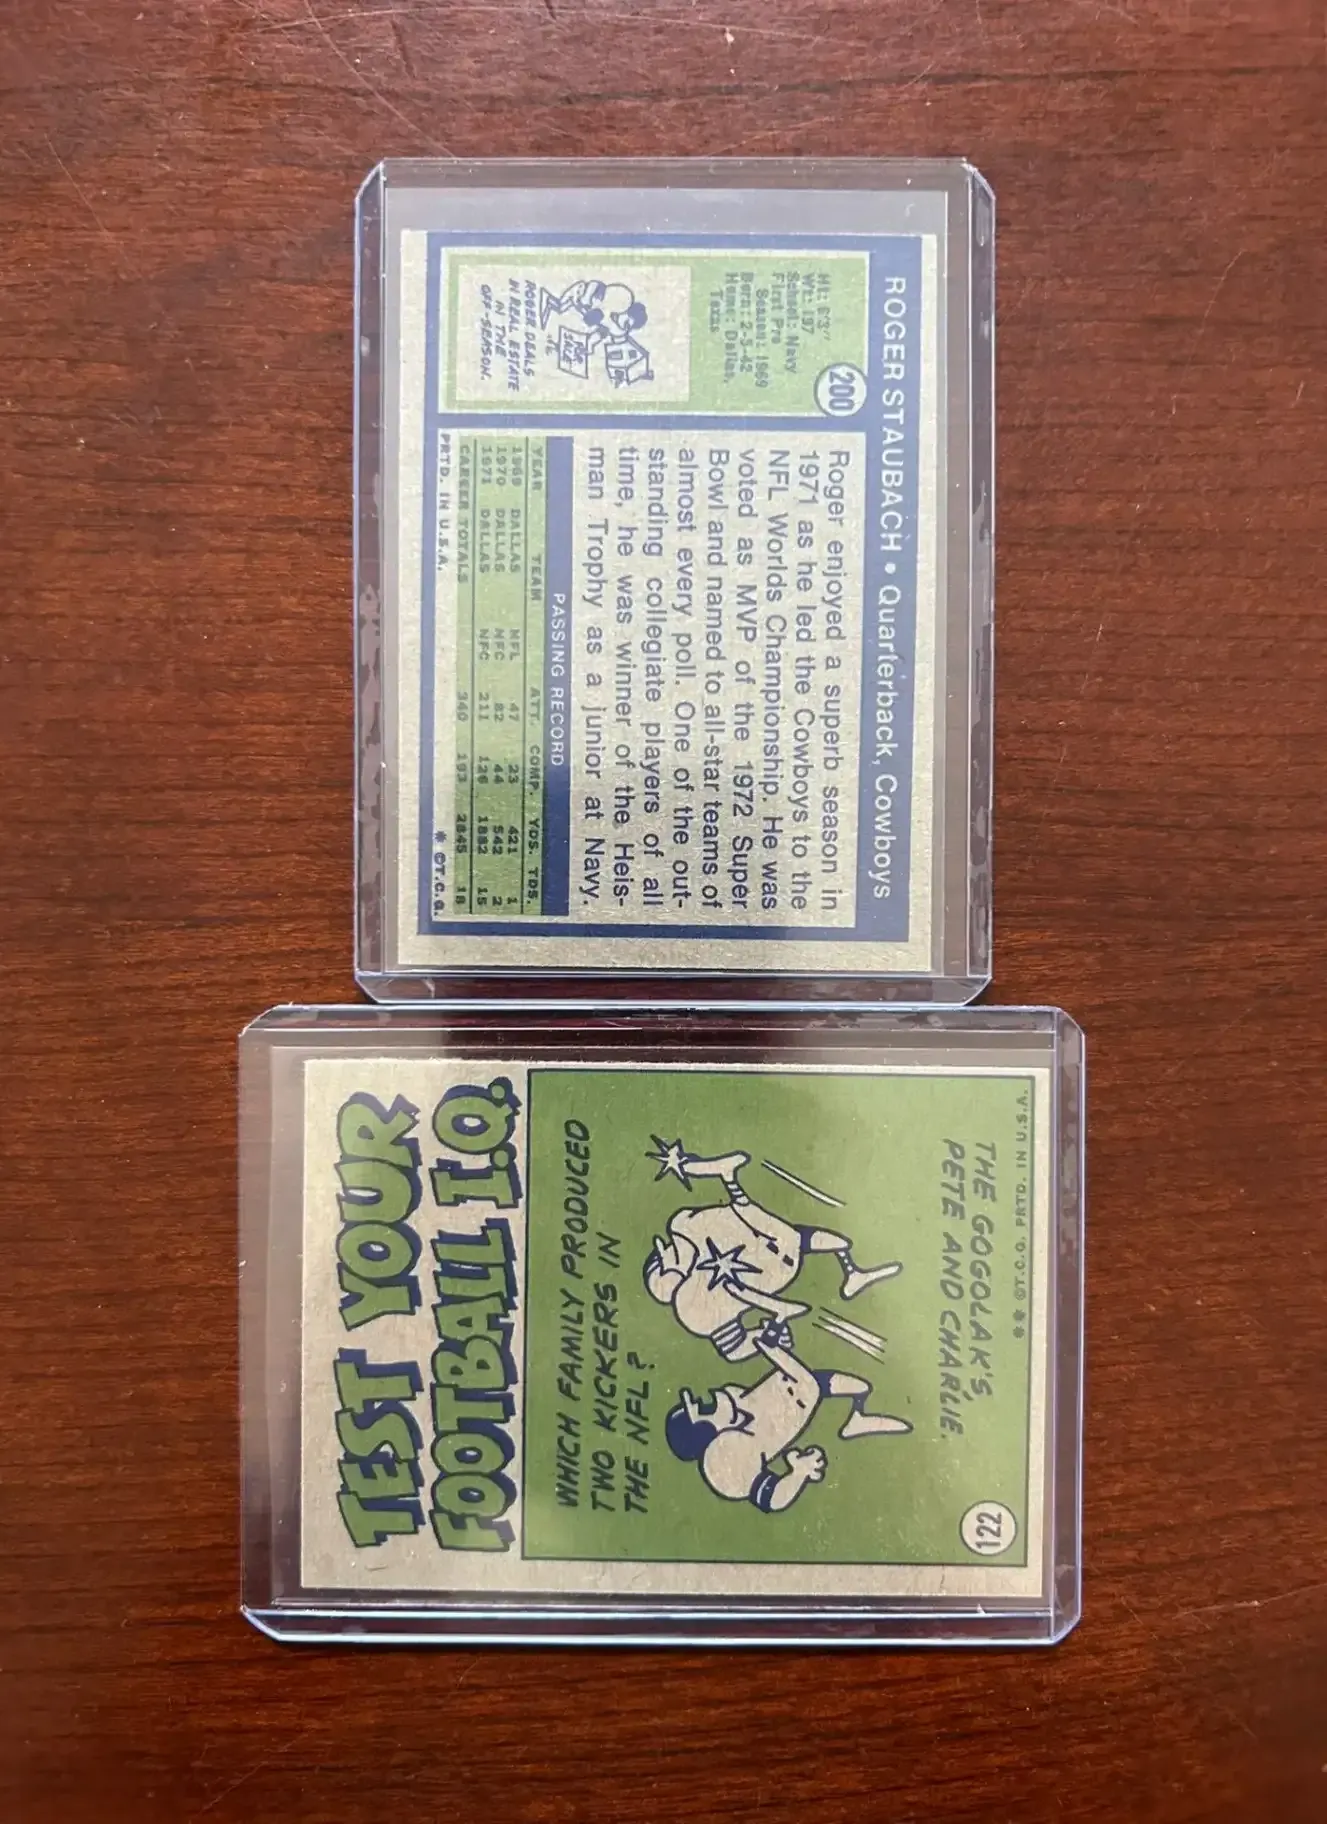 ROGER STAUBACH • Quarterback, Cowboys
200
Ht: 6'3"
Wt: 197
School: Navy
First Pro
Season: 1969
Born: 2-5-42
Home: Dallas,
Texas
FOR
SALE
ROGER DEALS
IN REAL ESTATE
IN THE
OFF-SEASON.
Roger enjoyed a superb season in
1971 as he led the Cowboys to the
NFL Worlds Championship. He was
voted as MVP of the 1972 Super
Bowl and named to all-star teams of
almost every poll. One of the out-
standing collegiate players of all
time, he was winner of the Heis-
man Trophy as a junior at Navy.
PASSING RECORD
YEAR TEAM ATT. COMP. YDS. TDS.
1969 DALLAS NFL 47 23 421 1
1970 DALLAS NFC 82 44 542 2
1971 DALLAS NFC 211 126 1882 15
CAREER TOTALS 340 193 2845 18
PRTD. IN U.S.A. * ©T.C.G.
TEST YOUR
FOOTBALL I.Q.
WHICH FAMILY PRODUCED
TWO KICKERS IN
THE NFL?
THE GOGOLAK'S,
PETE AND CHARLIE.
122
** ©T.C.G. PRTD. IN U.S.A.